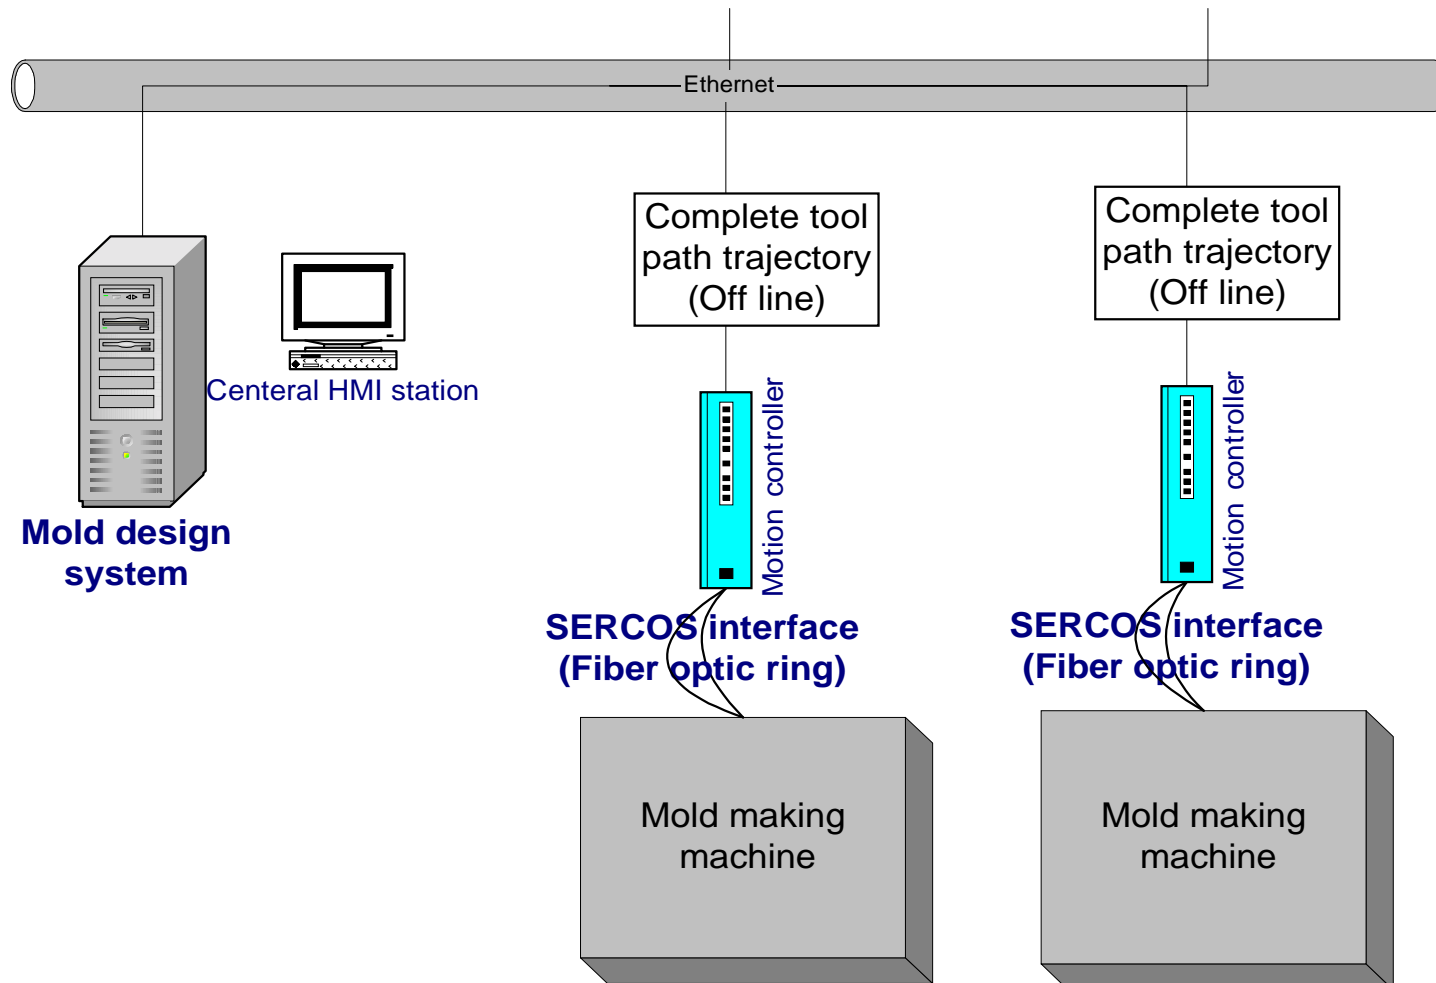 Ethernet
Complete tool
path trajectory
(Off line)
Complete tool
path trajectory
(Off line)
Centeral HMI station
Mold design
system
Motion controller
Motion controller
SERCOS interface
(Fiber optic ring)
SERCOS interface
(Fiber optic ring)
Mold making
machine
Mold making
machine